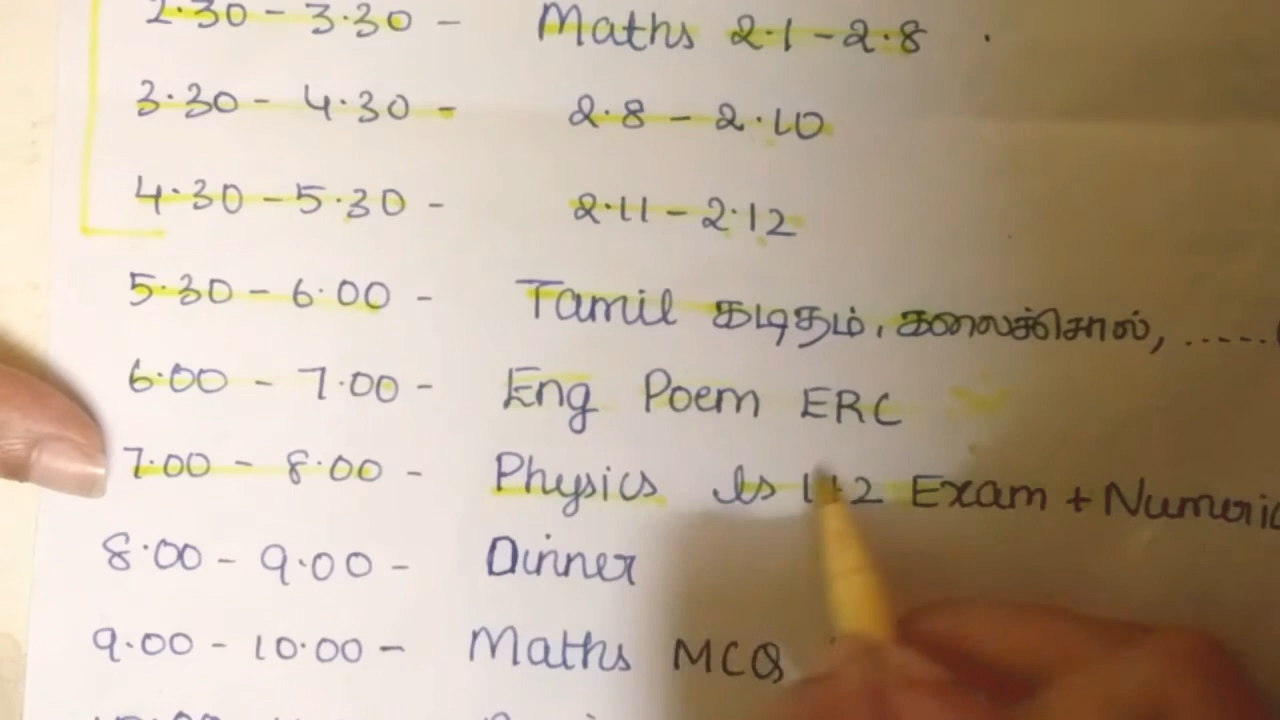 2.30 - 3.30 - Maths 2.1 - 2.8 .
3.30 - 4.30 - 2.8 - 2.10
4.30 - 5.30 - 2.11 - 2.12
5.30 - 6.00 - Tamil கடிதம், கலைச்சொல், .....
6.00 - 7.00 - Eng Poem ERC
7.00 - 8.00 - Physics ls 1+2 Exam + Numeric
8.00 - 9.00 - Dinner
9.00 - 10.00 - Maths MCQ